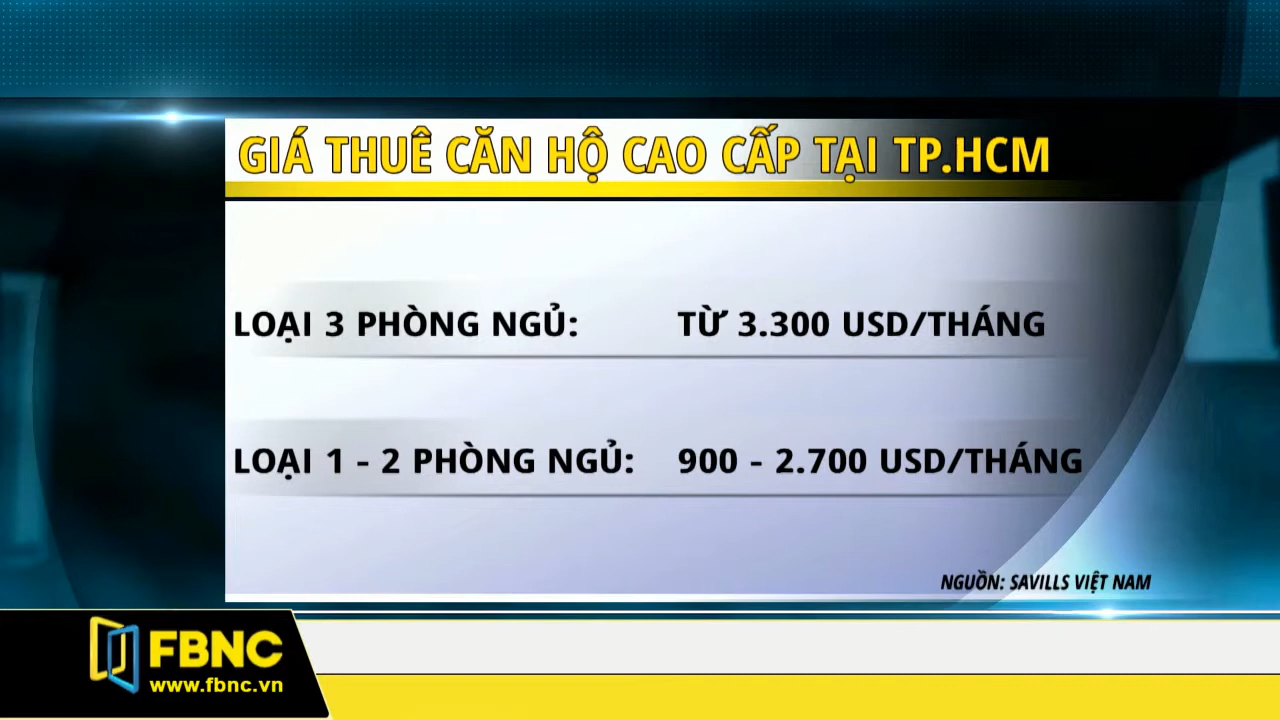 GIÁ THUÊ CĂN HỘ CAO CẤP TẠI TP.HCM
LOẠI 3 PHÒNG NGỦ: TỪ 3.300 USD/THÁNG
LOẠI 1 - 2 PHÒNG NGỦ: 900 - 2.700 USD/THÁNG
NGUỒN: SAVILLS VIỆT NAM
FBNC
www.fbnc.vn